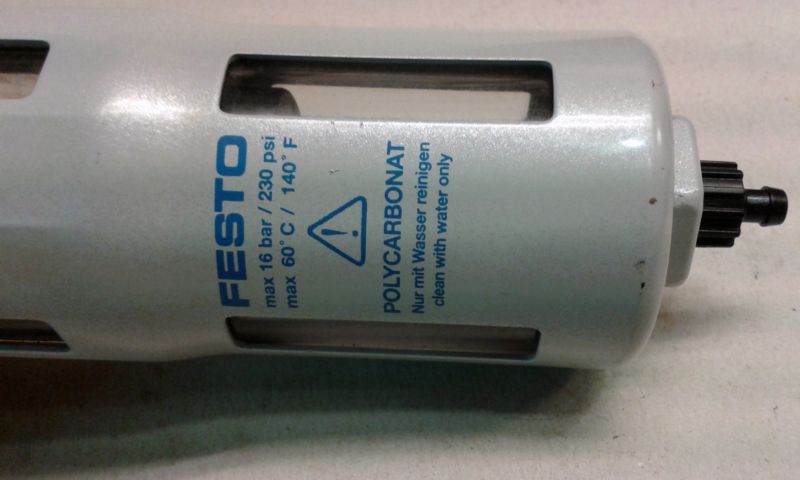 FESTO
max 16 bar / 230 psi
max 60°C / 140°F
POLYCARBONAT
Nur mit Wasser reinigen
clean with water only